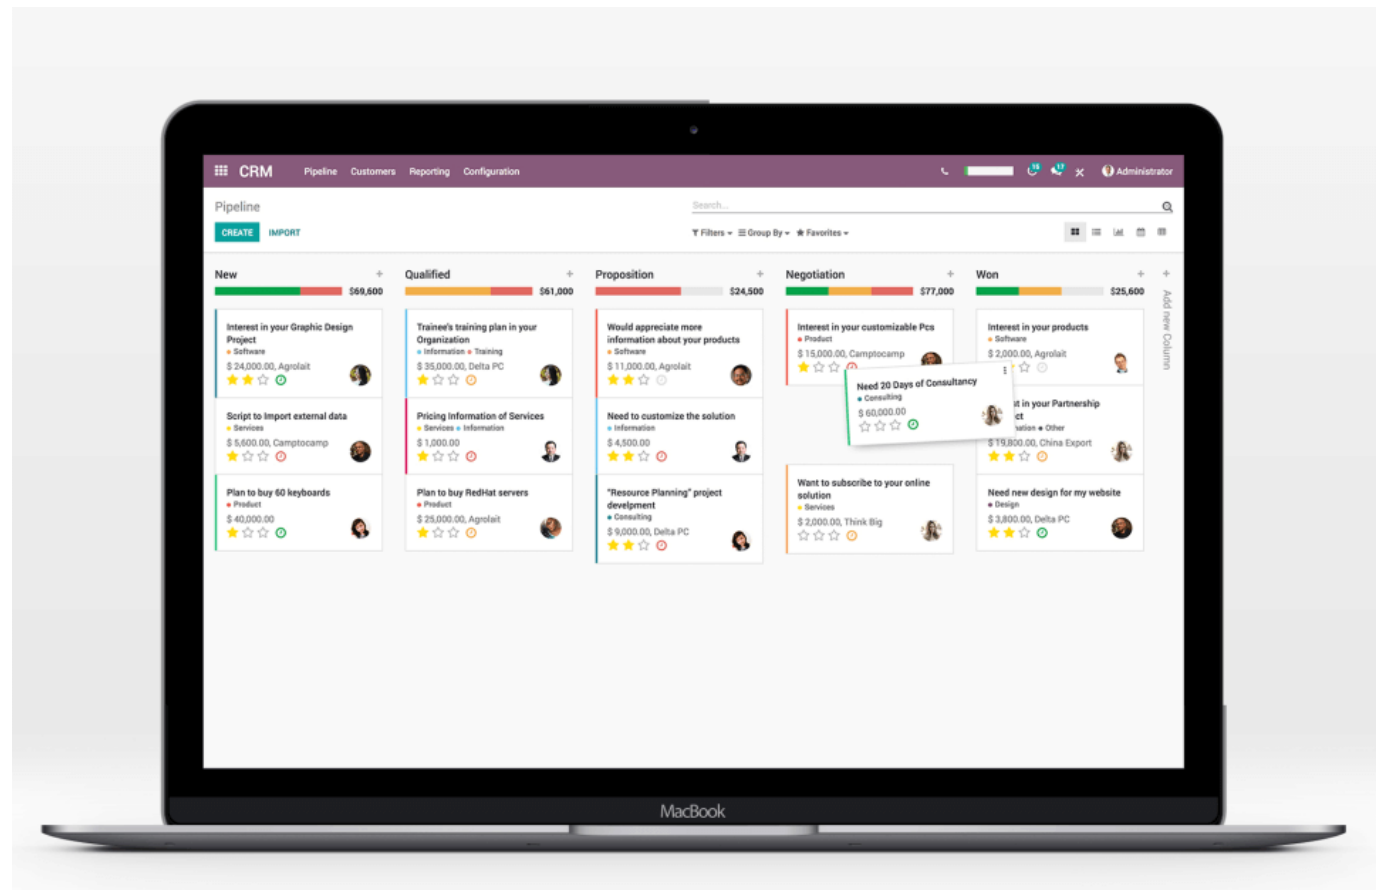 CRM
Pipeline Customers Reporting Configuration
15
17
Administrator
Pipeline
Search...
CREATE IMPORT
Filters Group By Favorites
New
$69,600
Interest in your Graphic Design
Project
Software
$ 24,000.00, Agrolait
Script to Import external data
Services
$ 5,600.00, Camptocamp
Plan to buy 60 keyboards
Product
$ 40,000.00
Qualified
$61,000
Trainee's training plan in your
Organization
Information Training
$ 35,000.00, Delta PC
Pricing Information of Services
Services Information
$ 1,000.00
Plan to buy RedHat servers
Product
$ 25,000.00, Agrolait
Proposition
$24,500
Would appreciate more
information about your products
Software
$ 11,000.00, Agrolait
Need to customize the solution
Information
$ 4,500.00
"Resource Planning" project
develpment
Consulting
$ 9,000.00, Delta PC
Negotiation
$77,000
Interest in your customizable Pcs
Product
$ 15,000.00, Camptocamp
Need 20 Days of Consultancy
Consulting
$ 60,000.00
Want to subscribe to your online
solution
Services
$ 2,000.00, Think Big
Won
$25,600
Interest in your products
Software
$ 2,000.00, Agrolait
st in your Partnership
ct
mation Other
$ 19,800.00, China Export
Need new design for my website
Design
$ 3,800.00, Delta PC
Add new Column
MacBook